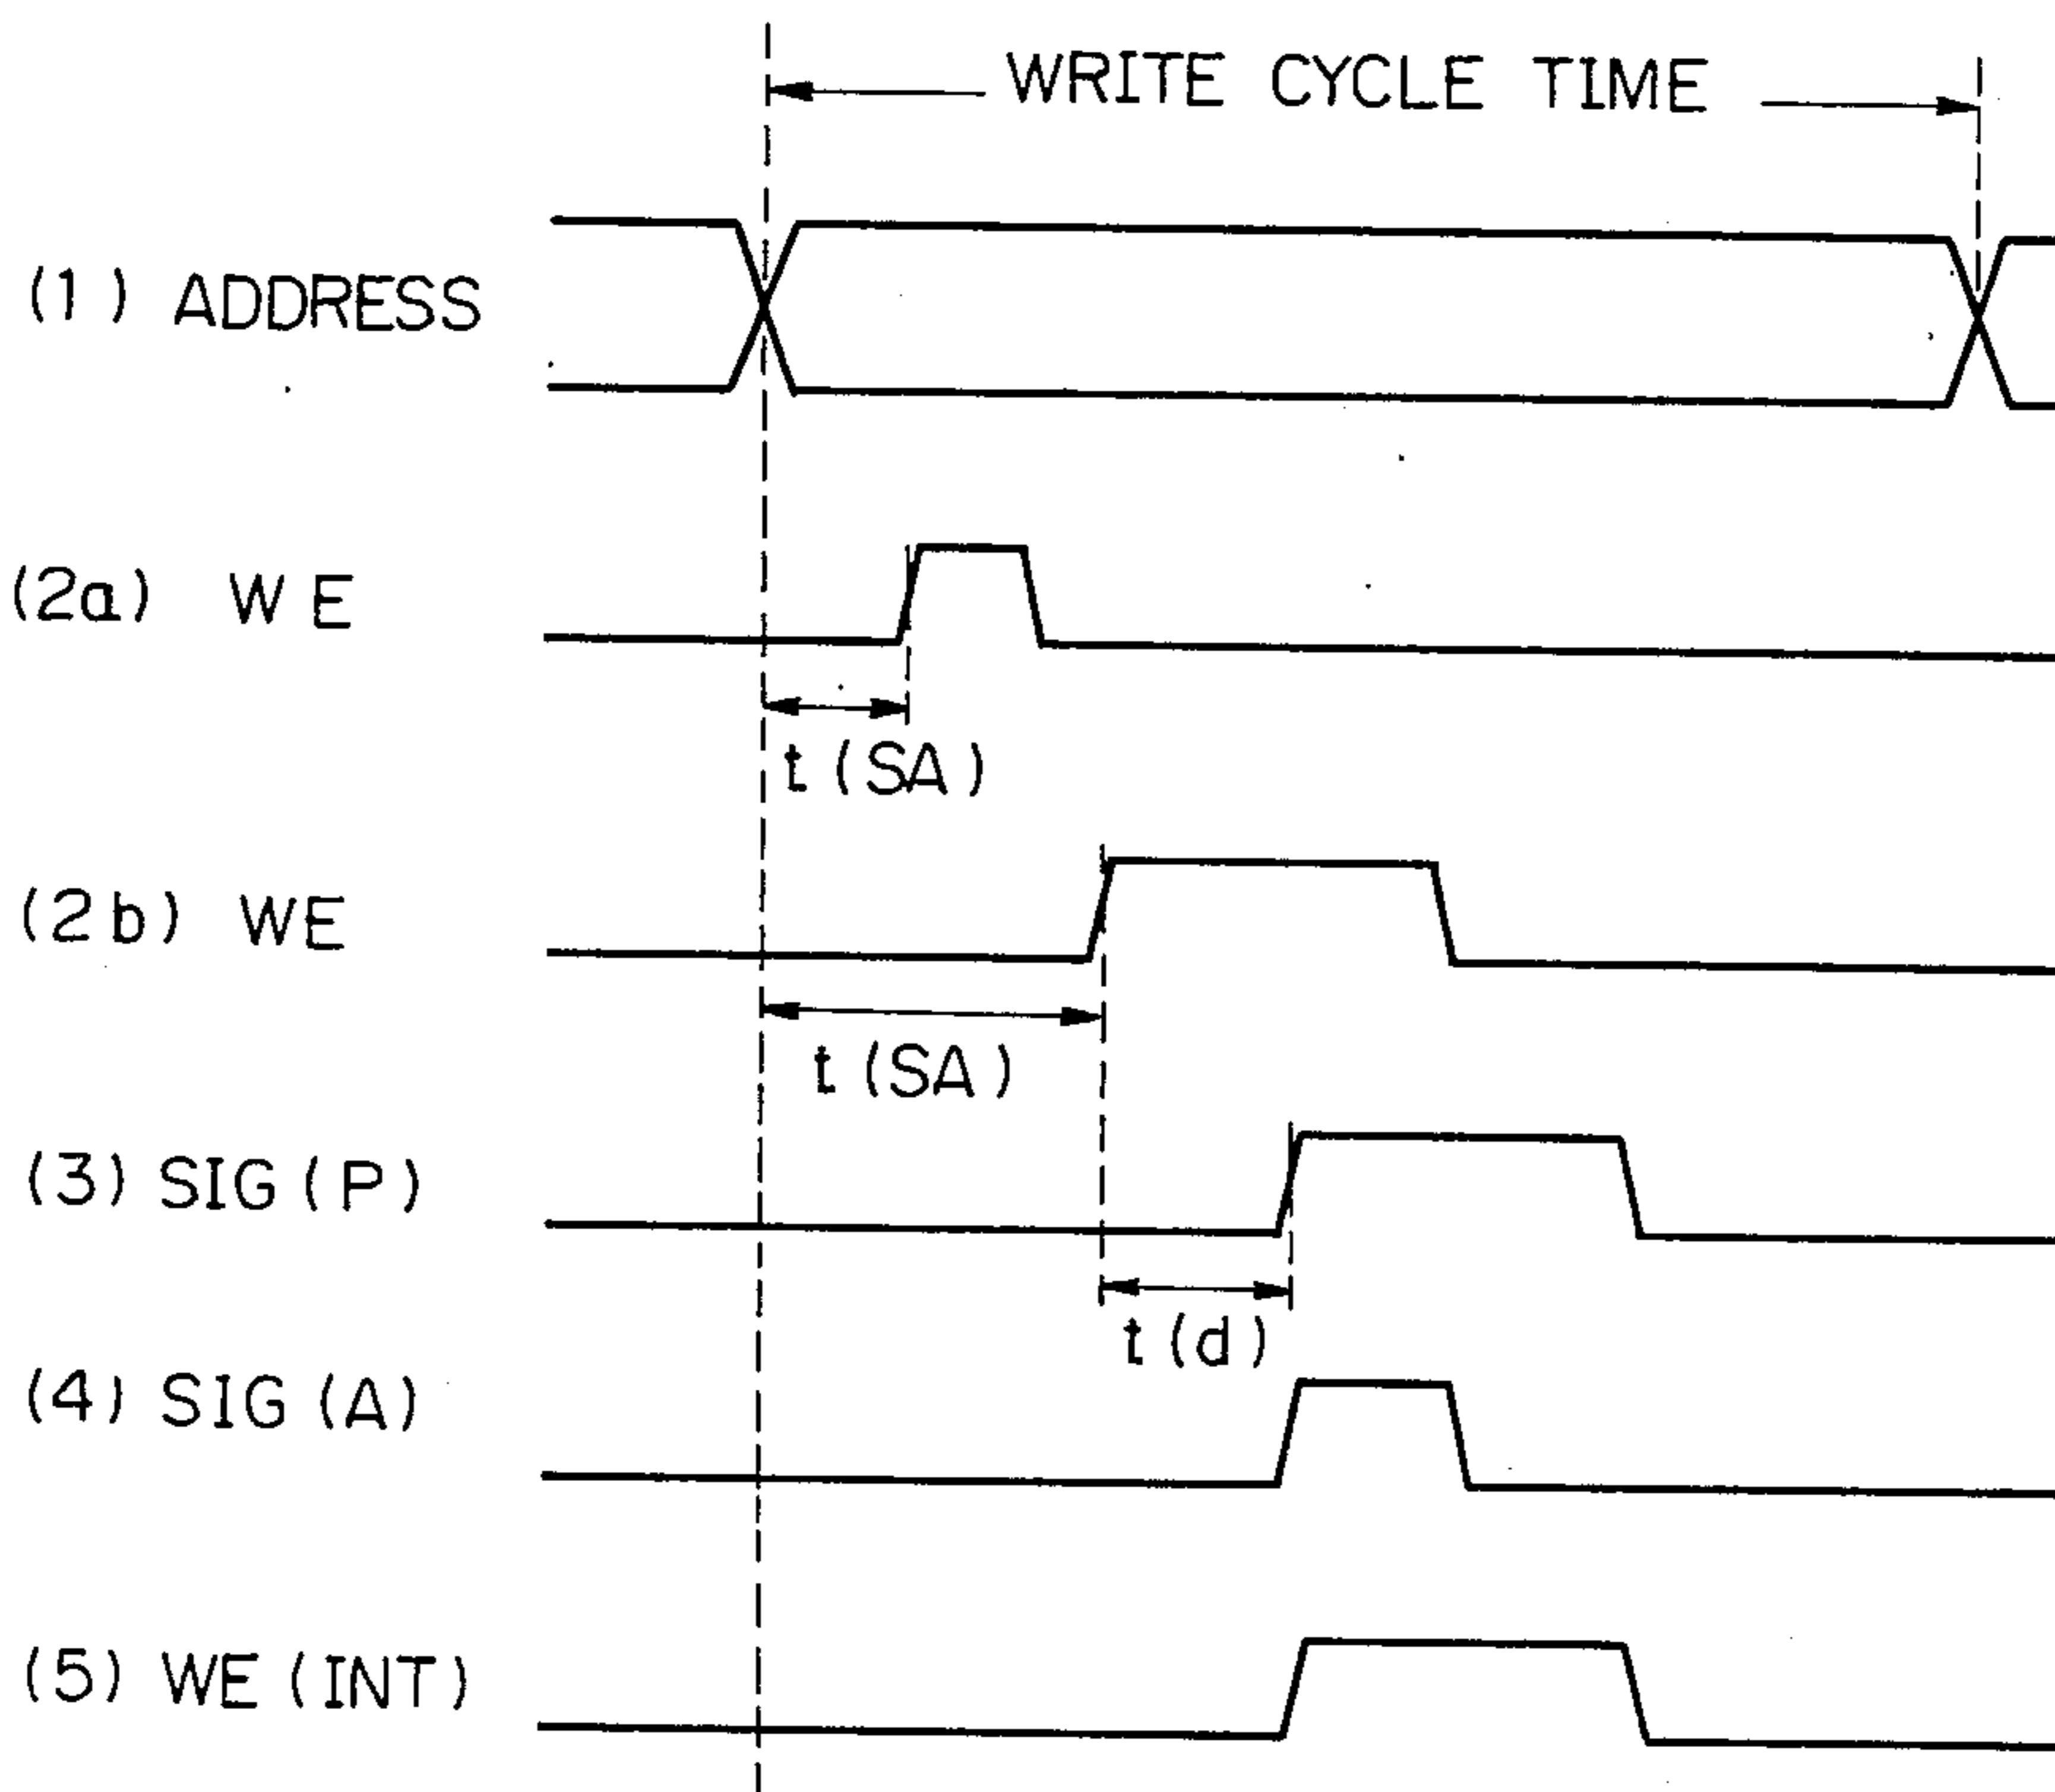 WRITE CYCLE TIME
(1) ADDRESS
(2a) WE
t(SA)
(2b) WE
t(SA)
(3) SIG(P)
t(d)
(4) SIG(A)
(5) WE(INT)